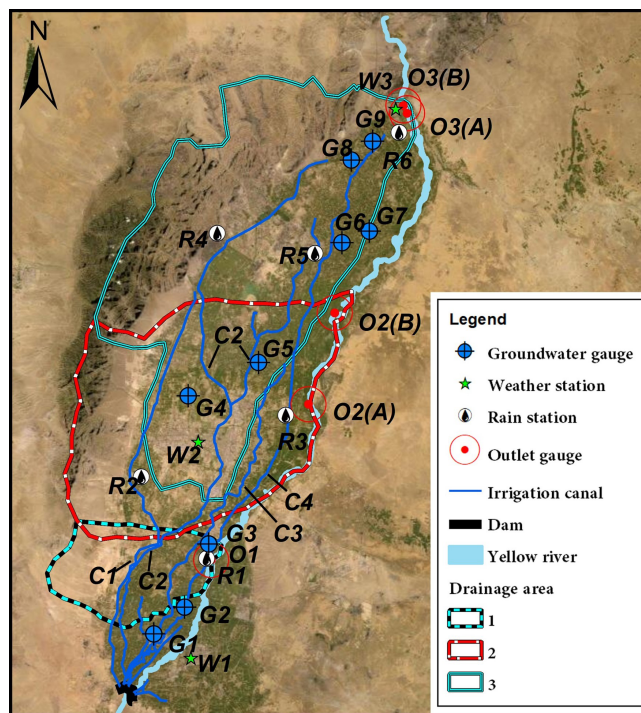 N
W3
O3(B)
O3(A)
G9
G8
R6
R4
G6
G7
R5
O2(B)
C2
G5
G4
O2(A)
R3
W2
R2
C4
C3
G3
O1
C1
C2
R1
G2
G1
W1
Legend
Groundwater gauge
Weather station
Rain station
Outlet gauge
Irrigation canal
Dam
Yellow river
Drainage area
1
2
3